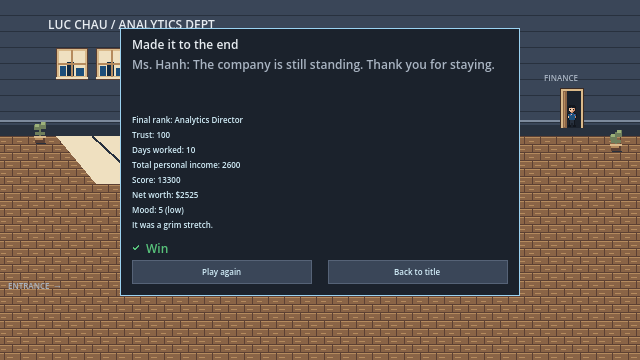 LUC CHAU / ANALYTICS DEPT
Made it to the end
Ms. Hanh: The company is still standing. Thank you for staying.
FINANCE
Final rank: Analytics Director
Trust: 100
Days worked: 10
Total personal income: 2600
Score: 13300
Net worth: $2525
Mood: 5 (low)
It was a grim stretch.
✓ Win
Play again
Back to title
ENTRANCE